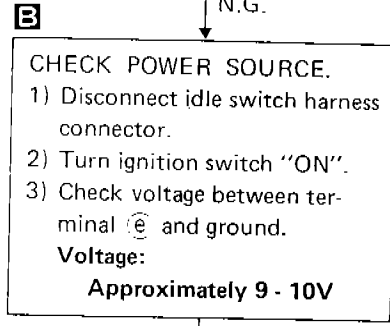 N.G.
B
CHECK POWER SOURCE.
1) Disconnect idle switch harness
connector.
2) Turn ignition switch "ON".
3) Check voltage between ter-
minal ⓔ and ground.
Voltage:
Approximately 9 - 10V